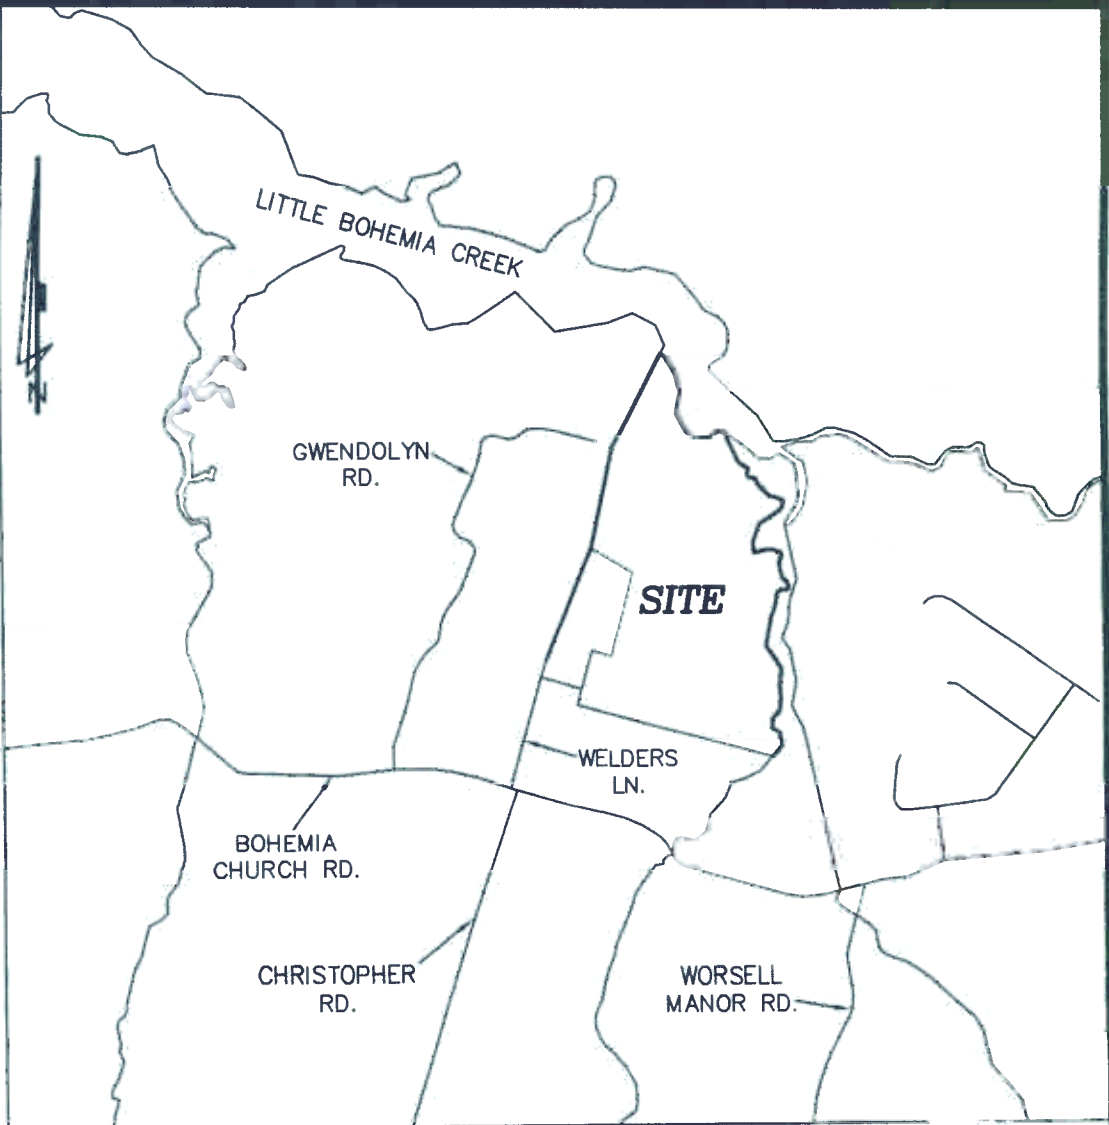 LITTLE BOHEMIA CREEK
N
GWENDOLYN
RD.
SITE
WELDERS
LN.
BOHEMIA
CHURCH RD.
CHRISTOPHER
RD.
WORSELL
MANOR RD.